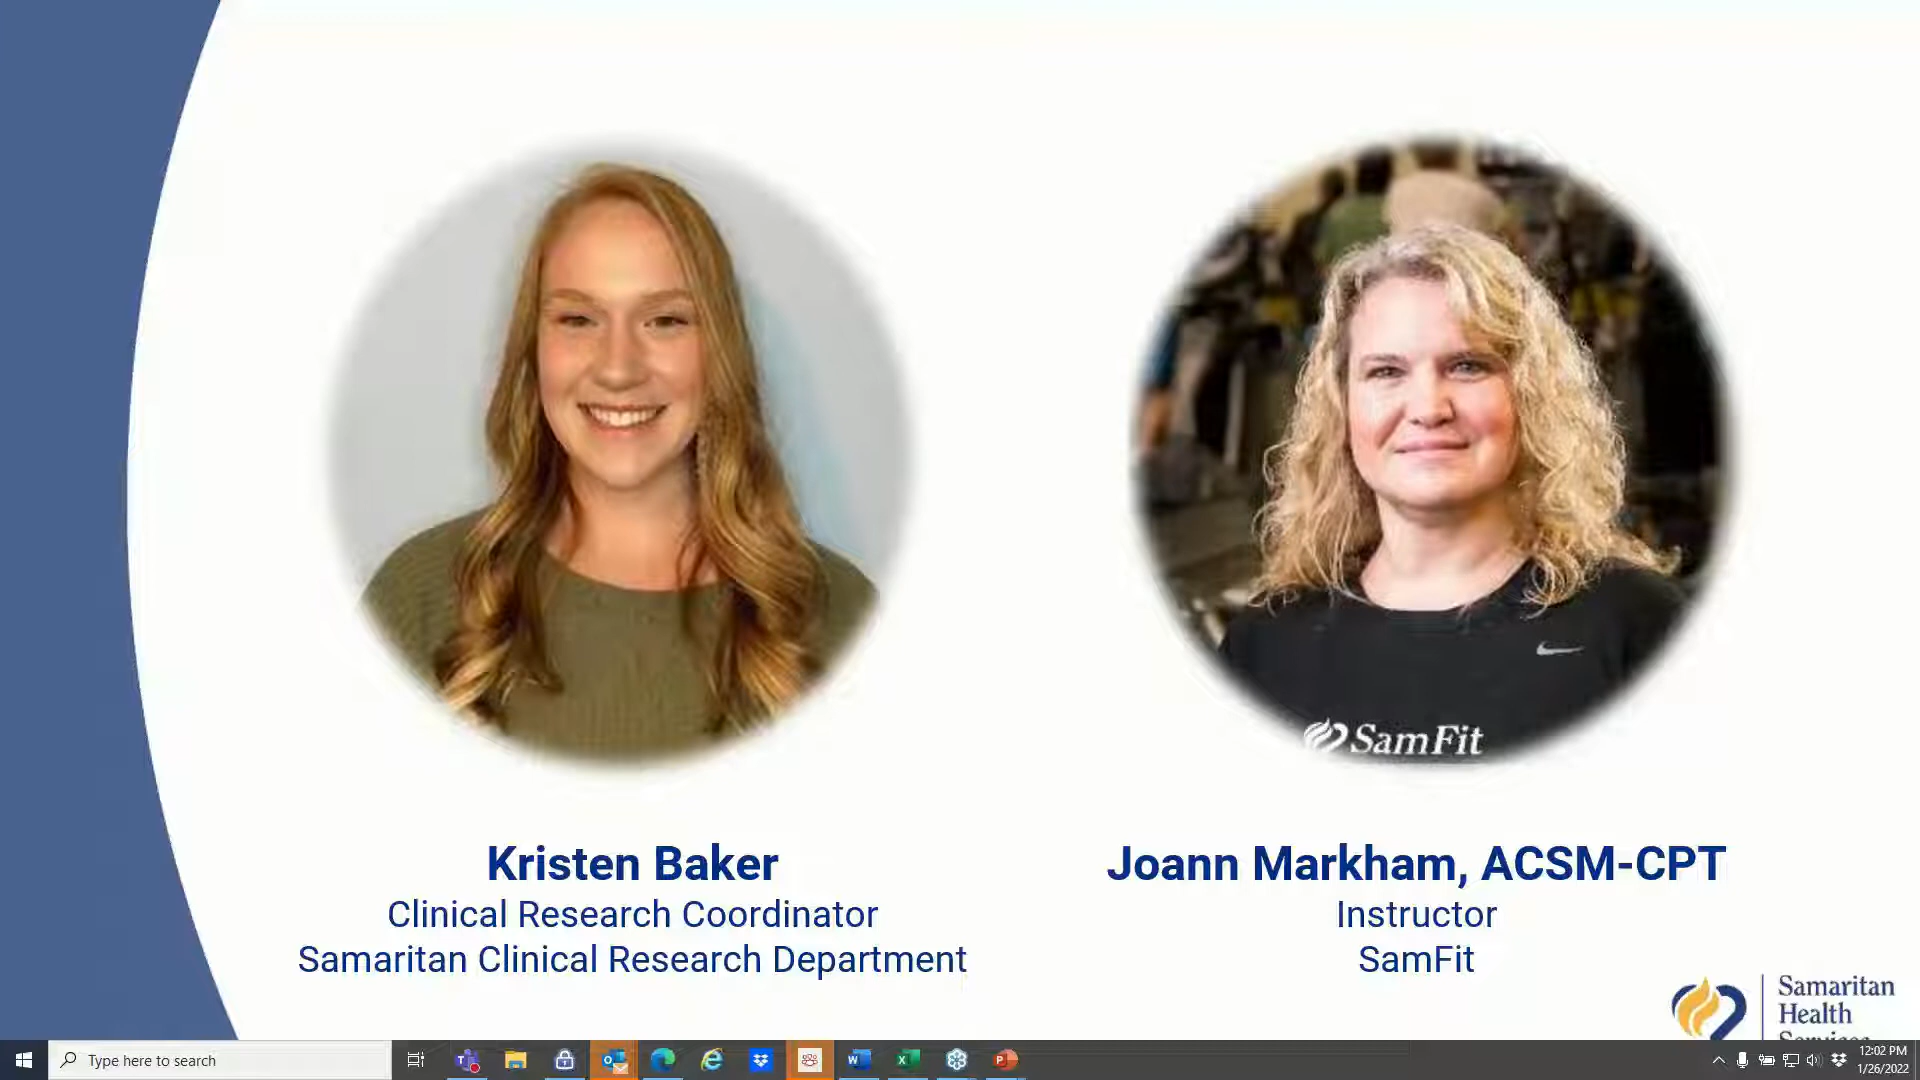 SamFit
Kristen Baker
Clinical Research Coordinator
Samaritan Clinical Research Department
Joann Markham, ACSM-CPT
Instructor
SamFit
Samaritan
Health
Services
Type here to search
12:02 PM
1/26/2022